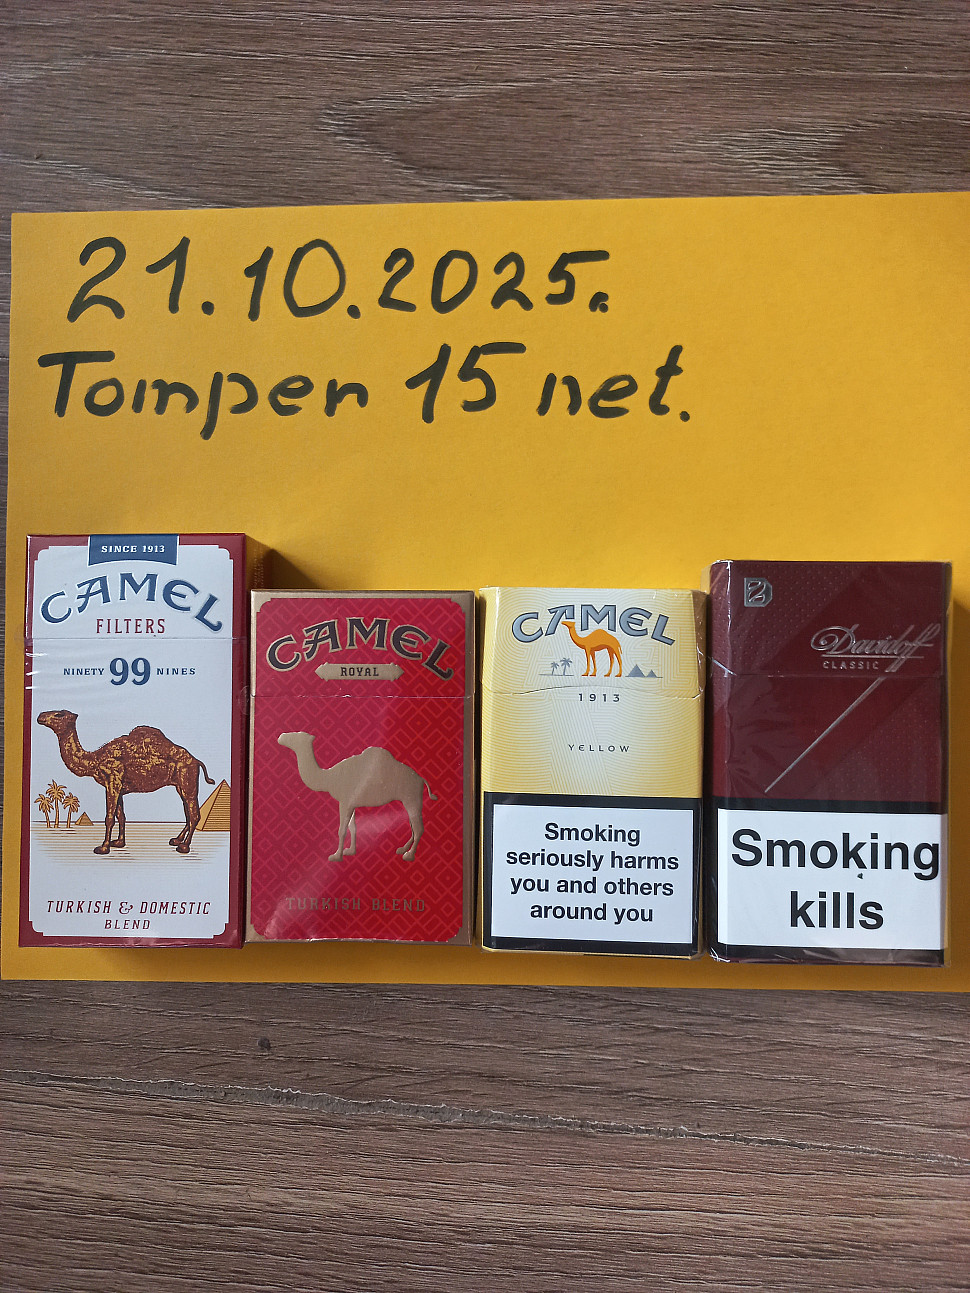 21.10.2025.
Tompen 15 net.
SINCE 1913
CAMEL
FILTERS
NINETY 99 NINES
TURKISH & DOMESTIC
BLEND
CAMEL
ROYAL
TURKISH BLEND
CAMEL
1913
YELLOW
Smoking
seriously harms
you and others
around you
Davidoff
CLASSIC
Smoking
kills